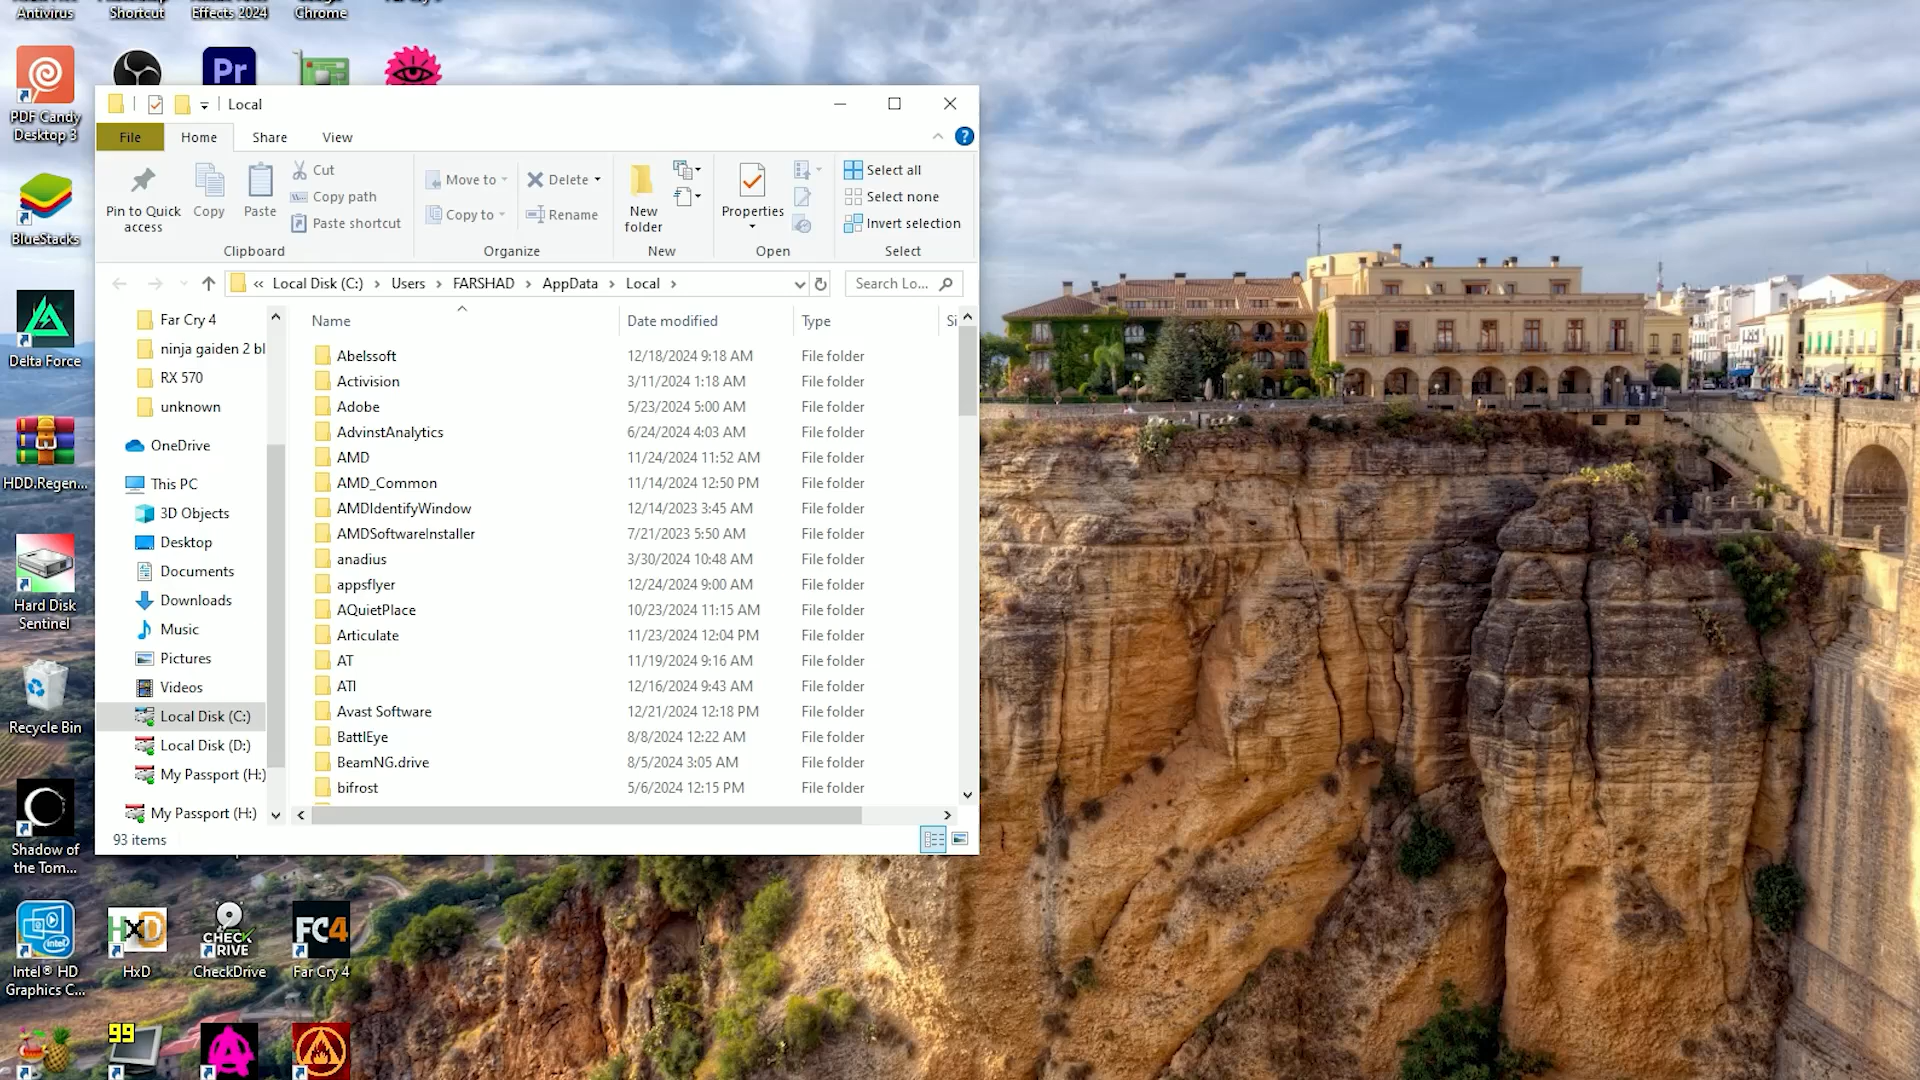 Antivirus
Shortcut
Effects 2024
Chrome
Pr
PDF Candy
Desktop 3
BlueStacks
Delta Force
HDD.Regen...
Hard Disk
Sentinel
Recycle Bin
Shadow of
the Tom...
Local
File
Home
Share
View
?
Pin to Quick
access
Copy
Paste
Cut
Copy path
Paste shortcut
Clipboard
Move to
Copy to
Delete
Rename
Organize
New
folder
New
Properties
Open
Select all
Select none
Invert selection
Select
« Local Disk (C:) › Users › FARSHAD › AppData › Local ›
Search Lo...
Far Cry 4
ninja gaiden 2 bl
RX 570
unknown
OneDrive
This PC
3D Objects
Desktop
Documents
Downloads
Music
Pictures
Videos
Local Disk (C:)
Local Disk (D:)
My Passport (H:)
My Passport (H:)
Name Date modified Type Si
Abelssoft 12/18/2024 9:18 AM File folder
Activision 3/11/2024 1:18 AM File folder
Adobe 5/23/2024 5:00 AM File folder
AdvinstAnalytics 6/24/2024 4:03 AM File folder
AMD 11/24/2024 11:52 AM File folder
AMD_Common 11/14/2024 12:50 PM File folder
AMDIdentifyWindow 12/14/2023 3:45 AM File folder
AMDSoftwareInstaller 7/21/2023 5:50 AM File folder
anadius 3/30/2024 10:48 AM File folder
appsflyer 12/24/2024 9:00 AM File folder
AQuietPlace 10/23/2024 11:15 AM File folder
Articulate 11/23/2024 12:04 PM File folder
AT 11/19/2024 9:16 AM File folder
ATI 12/16/2024 9:43 AM File folder
Avast Software 12/21/2024 12:18 PM File folder
BattlEye 8/8/2024 12:22 AM File folder
BeamNG.drive 8/5/2024 3:05 AM File folder
bifrost 5/6/2024 12:15 PM File folder
93 items
intel
Intel® HD
Graphics C...
HxD
HxD
CHECK
DRIVE
CheckDrive
FC4
Far Cry 4
99